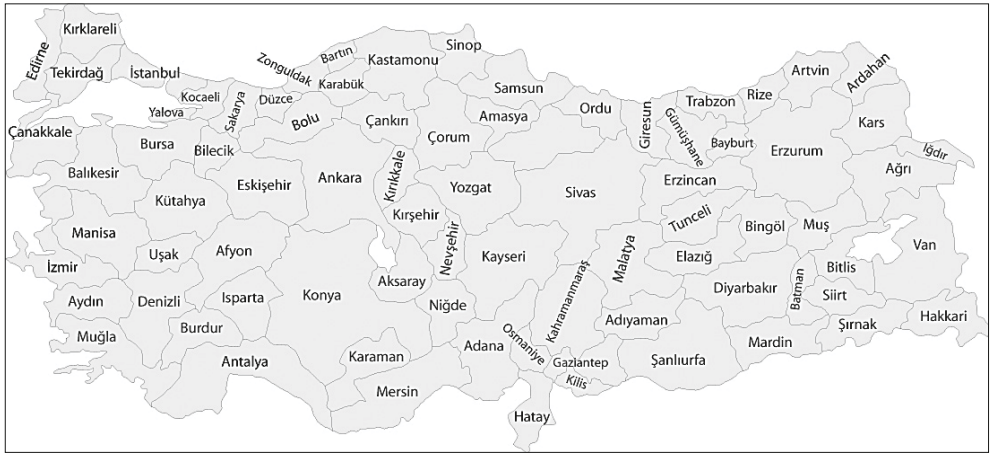 Kırklareli
Edirne
Tekirdağ
İstanbul
Kocaeli
Yalova
Sakarya
Düzce
Zonguldak
Bartın
Karabük
Kastamonu
Sinop
Samsun
Ordu
Giresun
Trabzon
Rize
Artvin
Ardahan
Kars
Iğdır
Ağrı
Erzurum
Bayburt
Gümüşhane
Amasya
Çorum
Çankırı
Bolu
Bilecik
Bursa
Çanakkale
Balıkesir
Kütahya
Eskişehir
Ankara
Kırıkkale
Yozgat
Sivas
Erzincan
Tunceli
Bingöl
Muş
Van
Bitlis
Elazığ
Malatya
Kayseri
Nevşehir
Kırşehir
Manisa
Uşak
Afyon
İzmir
Aydın
Denizli
Isparta
Konya
Aksaray
Niğde
Kahramanmaraş
Adıyaman
Diyarbakır
Batman
Siirt
Şırnak
Hakkari
Mardin
Şanlıurfa
Gaziantep
Kilis
Osmaniye
Adana
Karaman
Mersin
Antalya
Burdur
Muğla
Hatay